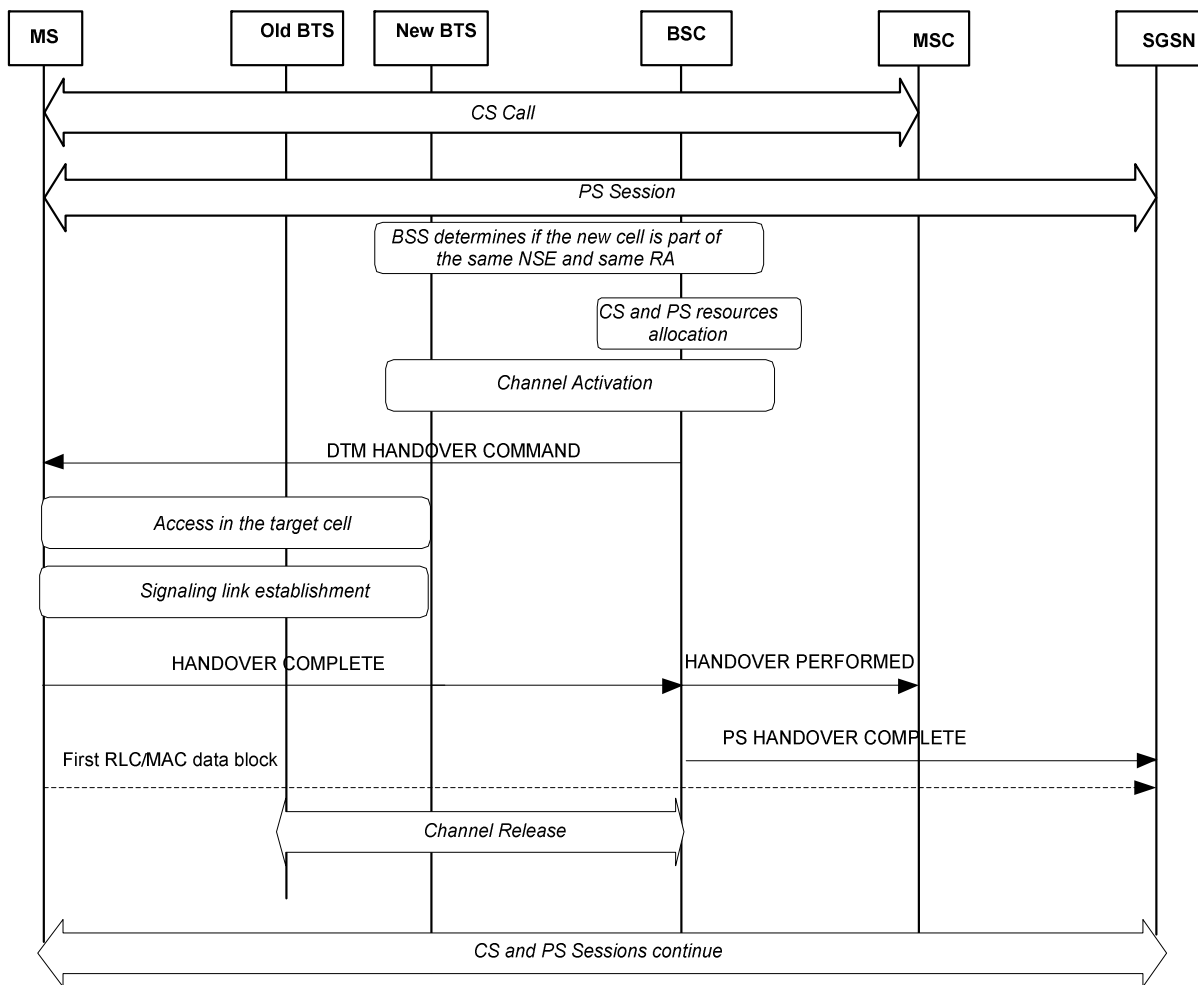 MS
Old BTS
New BTS
BSC
MSC
SGSN
CS Call
PS Session
BSS determines if the new cell is part of
the same NSE and same RA
CS and PS resources
allocation
Channel Activation
DTM HANDOVER COMMAND
Access in the target cell
Signaling link establishment
HANDOVER COMPLETE
HANDOVER PERFORMED
PS HANDOVER COMPLETE
First RLC/MAC data block
Channel Release
CS and PS Sessions continue